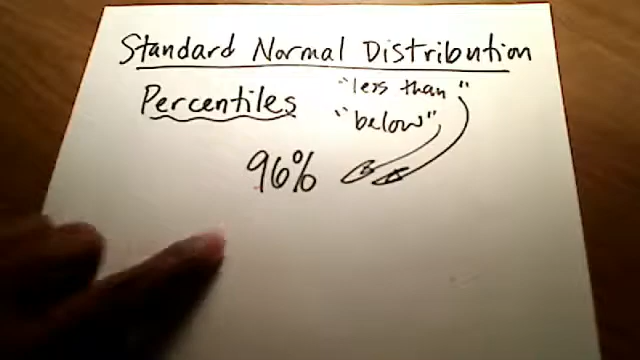 Standard Normal Distribution
Percentiles
"less than"
"below"
96%